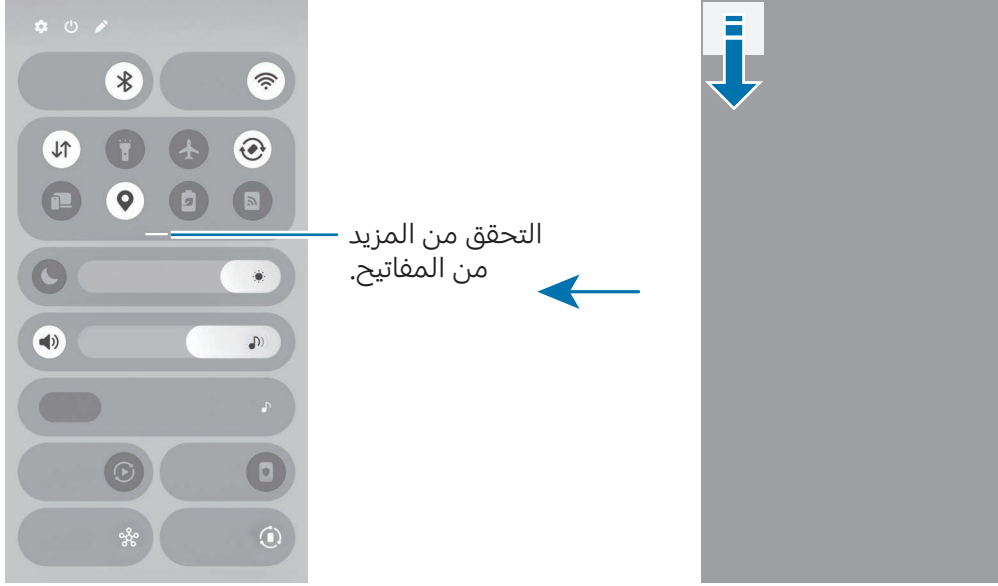 التحقق من المزيد
من المفاتيح.